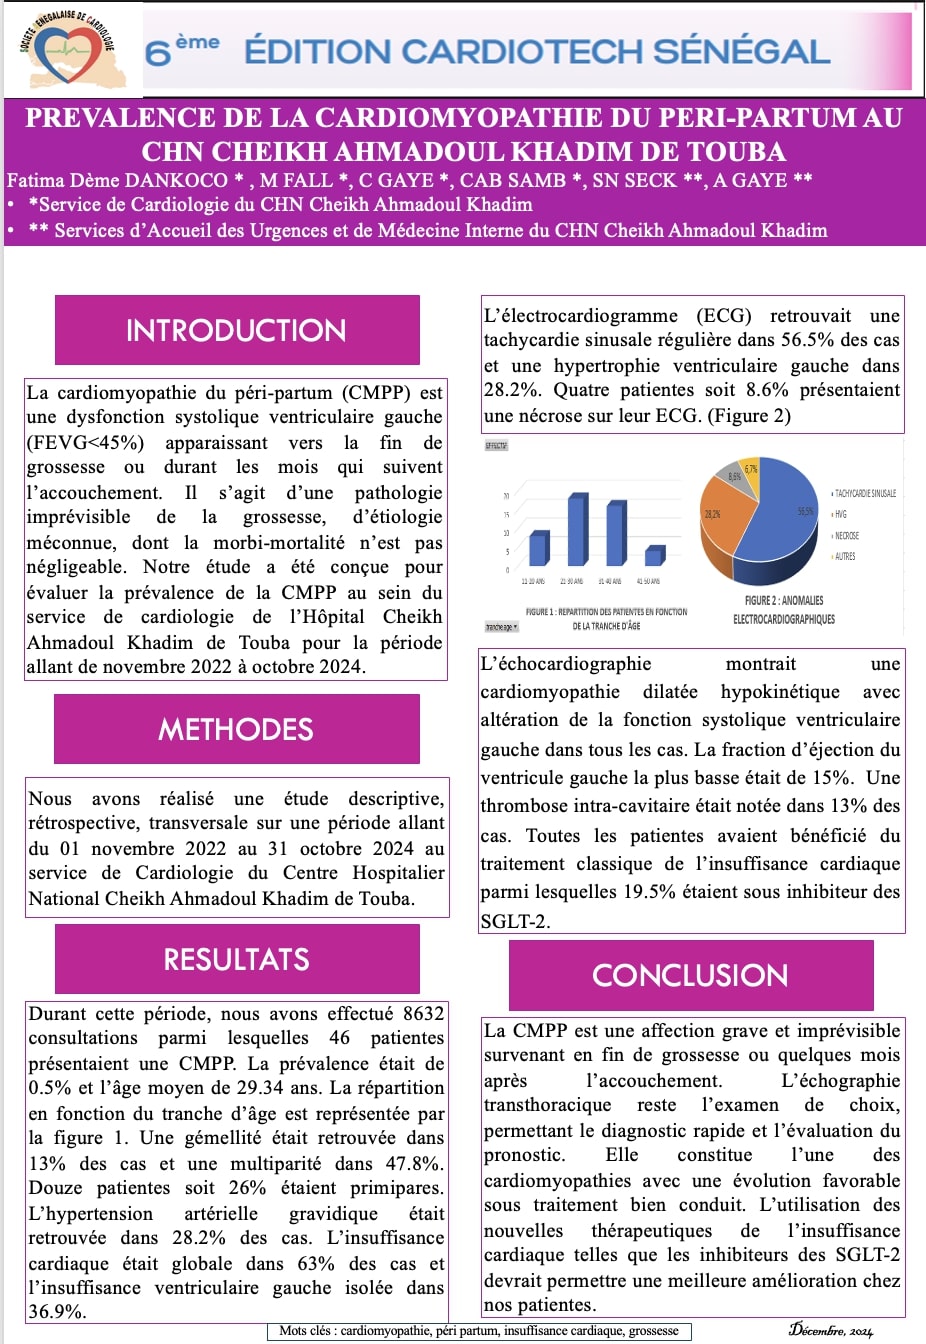 SOCIETE SENEGALAISE DE CARDIOLOGIE
6ème ÉDITION CARDIOTECH SÉNÉGAL
PREVALENCE DE LA CARDIOMYOPATHIE DU PERI-PARTUM AU
CHN CHEIKH AHMADOUL KHADIM DE TOUBA
Fatima Dème DANKOCO * , M FALL *, C GAYE *, CAB SAMB *, SN SECK **, A GAYE **
• *Service de Cardiologie du CHN Cheikh Ahmadoul Khadim
• ** Services d’Accueil des Urgences et de Médecine Interne du CHN Cheikh Ahmadoul Khadim
INTRODUCTION
La cardiomyopathie du péri-partum (CMPP) est
une dysfonction systolique ventriculaire gauche
(FEVG<45%) apparaissant vers la fin de
grossesse ou durant les mois qui suivent
l’accouchement. Il s’agit d’une pathologie
imprévisible de la grossesse, d’étiologie
méconnue, dont la morbi-mortalité n’est pas
négligeable. Notre étude a été conçue pour
évaluer la prévalence de la CMPP au sein du
service de cardiologie de l’Hôpital Cheikh
Ahmadoul Khadim de Touba pour la période
allant de novembre 2022 à octobre 2024.
METHODES
Nous avons réalisé une étude descriptive,
rétrospective, transversale sur une période allant
du 01 novembre 2022 au 31 octobre 2024 au
service de Cardiologie du Centre Hospitalier
National Cheikh Ahmadoul Khadim de Touba.
RESULTATS
Durant cette période, nous avons effectué 8632
consultations parmi lesquelles 46 patientes
présentaient une CMPP. La prévalence était de
0.5% et l’âge moyen de 29.34 ans. La répartition
en fonction du tranche d’âge est représentée par
la figure 1. Une gémellité était retrouvée dans
13% des cas et une multiparité dans 47.8%.
Douze patientes soit 26% étaient primipares.
L’hypertension artérielle gravidique était
retrouvée dans 28.2% des cas. L’insuffisance
cardiaque était globale dans 63% des cas et
l’insuffisance ventriculaire gauche isolée dans
36.9%.
L’électrocardiogramme (ECG) retrouvait une
tachycardie sinusale régulière dans 56.5% des cas
et une hypertrophie ventriculaire gauche dans
28.2%. Quatre patientes soit 8.6% présentaient
une nécrose sur leur ECG. (Figure 2)
EFFECTIF
20
15
10
5
0
11-20 ANS 21-30 ANS 31-40 ANS 41-50 ANS
tranche age
FIGURE 1 : REPARTITION DES PATIENTES EN FONCTION
DE LA TRANCHE D’ÂGE
6,7%
8,6%
28,2%
56,5%
TACHYCARDIE SINUSALE
HVG
NECROSE
AUTRES
FIGURE 2 : ANOMALIES
ELECTROCARDIOGRAPHIQUES
L’échocardiographie montrait une
cardiomyopathie dilatée hypokinétique avec
altération de la fonction systolique ventriculaire
gauche dans tous les cas. La fraction d’éjection du
ventricule gauche la plus basse était de 15%. Une
thrombose intra-cavitaire était notée dans 13% des
cas. Toutes les patientes avaient bénéficié du
traitement classique de l’insuffisance cardiaque
parmi lesquelles 19.5% étaient sous inhibiteur des
SGLT-2.
CONCLUSION
La CMPP est une affection grave et imprévisible
survenant en fin de grossesse ou quelques mois
après l’accouchement. L’échographie
transthoracique reste l’examen de choix,
permettant le diagnostic rapide et l’évaluation du
pronostic. Elle constitue l’une des
cardiomyopathies avec une évolution favorable
sous traitement bien conduit. L’utilisation des
nouvelles thérapeutiques de l’insuffisance
cardiaque telles que les inhibiteurs des SGLT-2
devrait permettre une meilleure amélioration chez
nos patientes.
Mots clés : cardiomyopathie, péri partum, insuffisance cardiaque, grossesse
Décembre, 2024